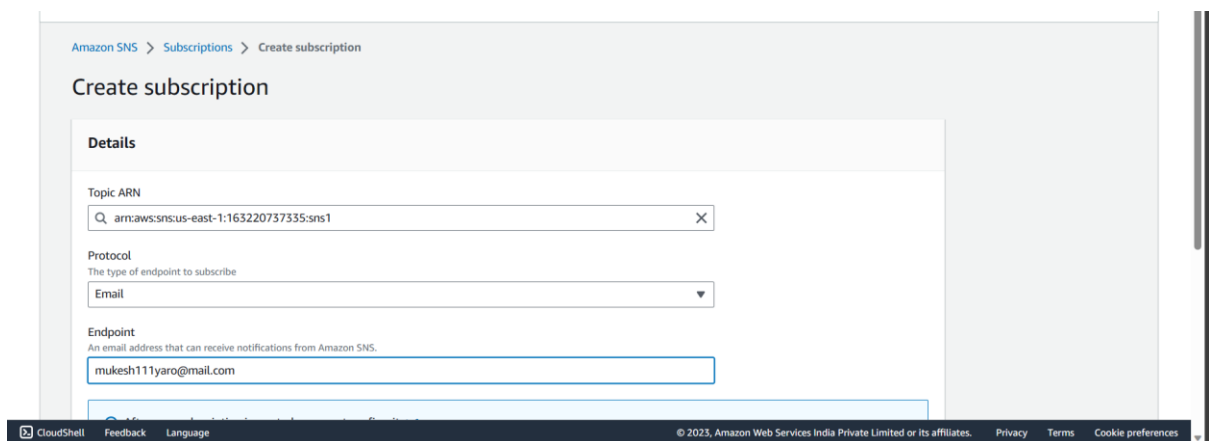 Amazon SNS > Subscriptions > Create subscription
Create subscription
Details
Topic ARN
arn:aws:sns:us-east-1:163220737335:sns1
Protocol
The type of endpoint to subscribe
Email
Endpoint
An email address that can receive notifications from Amazon SNS.
mukesh111yaro@mail.com
CloudShell Feedback Language © 2023, Amazon Web Services India Private Limited or its affiliates. Privacy Terms Cookie preferences